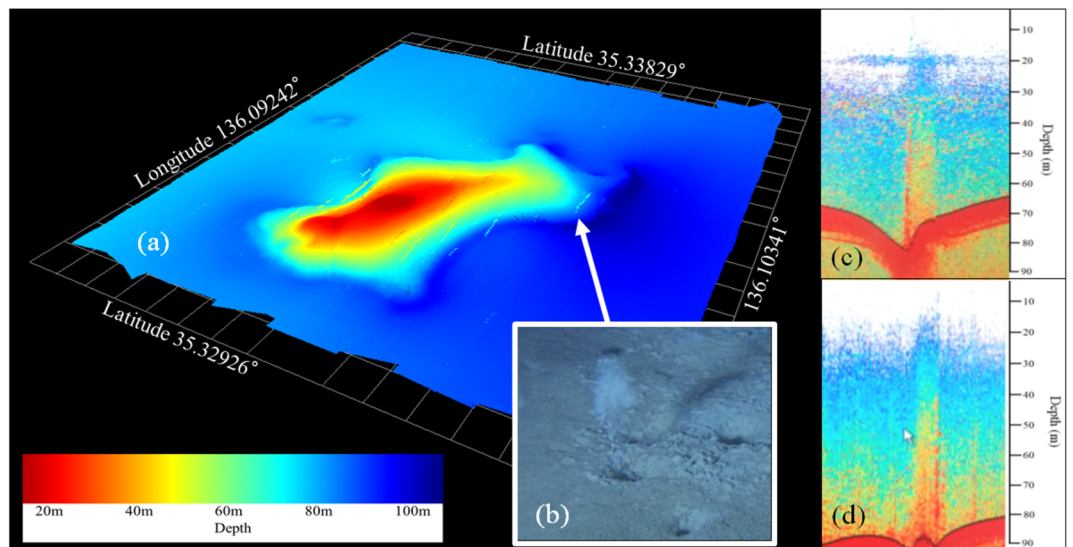 Latitude 35.33829°
Longitude 136.09242°
(a)
136.10341°
Latitude 35.32926°
20m 40m 60m 80m 100m
Depth
(b)
10
20
30
40
50
60
70
80
90
Depth (m)
(c)
10
20
30
40
50
60
70
80
90
Depth (m)
(d)